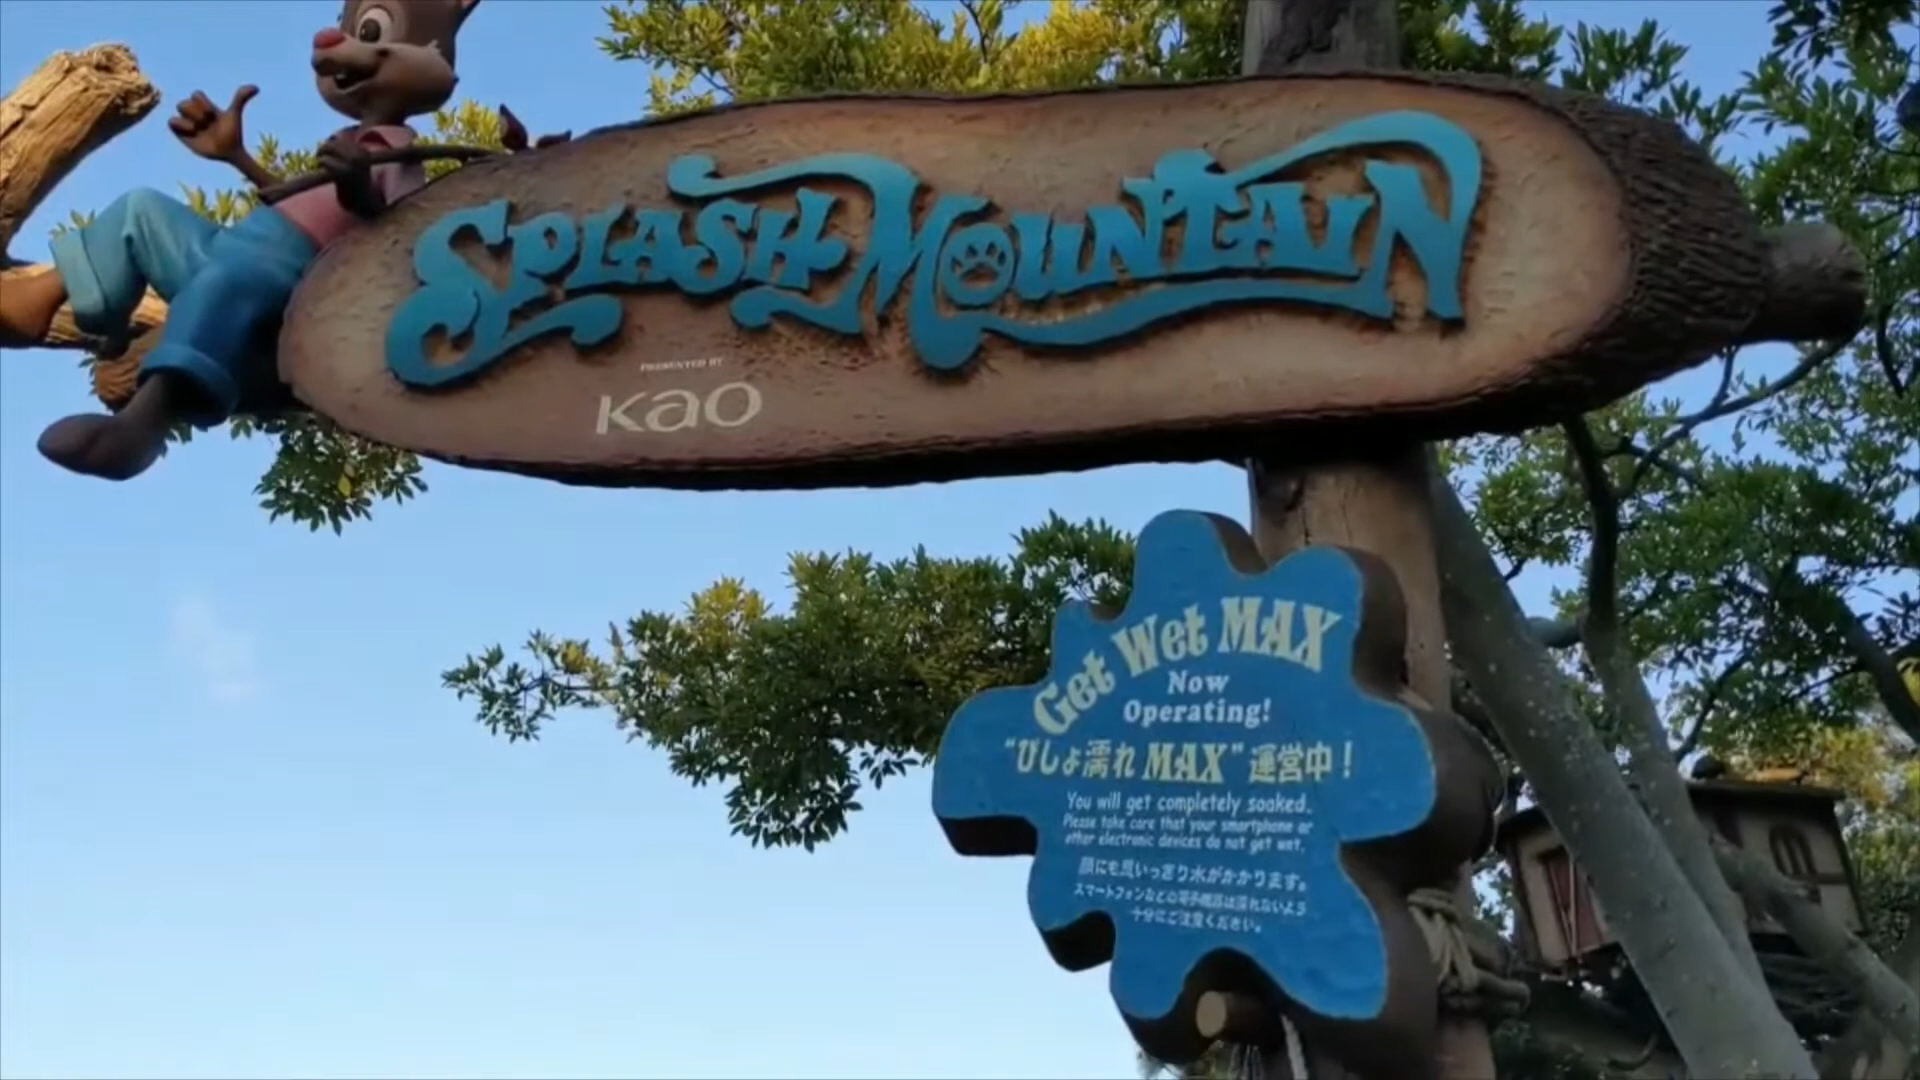 SPLASH MOUNTAIN
PRESENTED BY
Kao
Get Wet MAX
Now
Operating!
“びしょ濡れ MAX” 運営中！
You will get completely soaked.
Please take care that your smartphone or
other electronic devices do not get wet.
顔にも思いっきり水がかかります。
スマートフォンなどの電子機器は濡れないよう
十分にご注意ください。